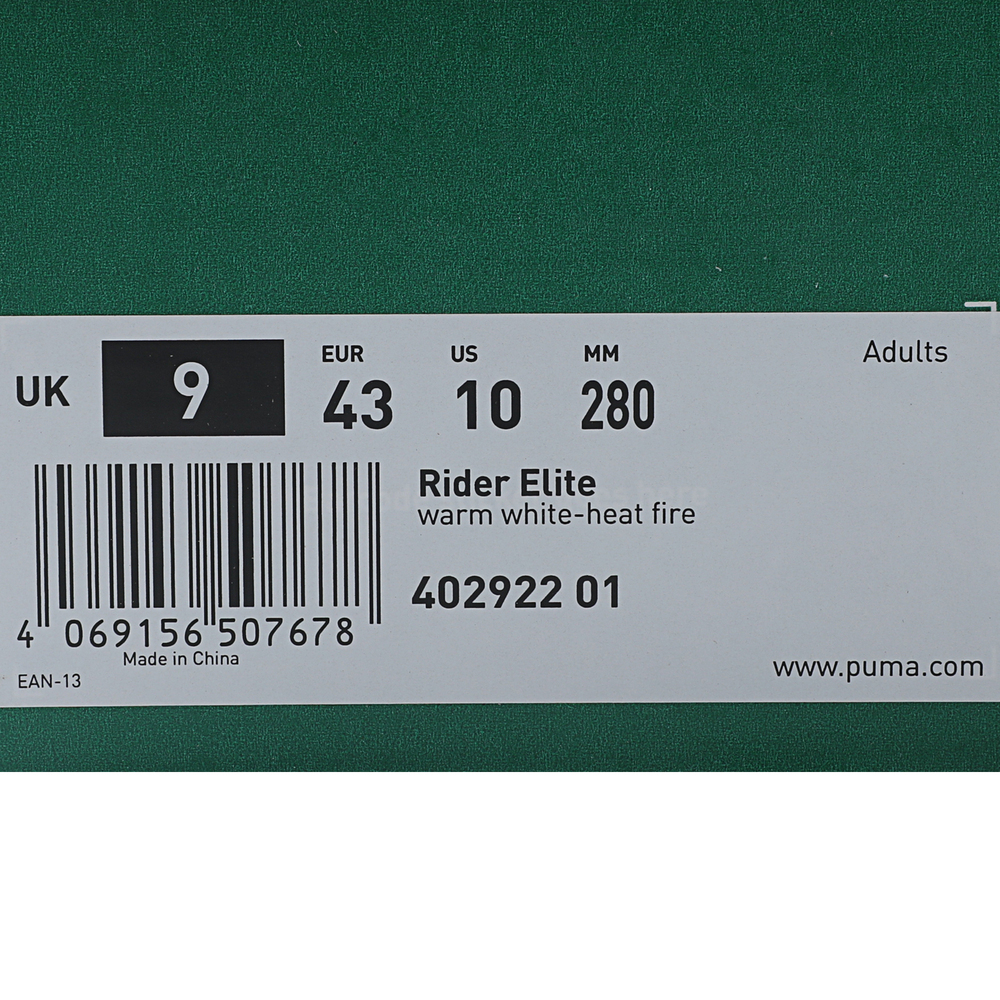 UK 9
EUR 43
US 10
MM 280
Adults
Rider Elite
warm white-heat fire
402922 01
4 069156 507678
Made in China
EAN-13
www.puma.com